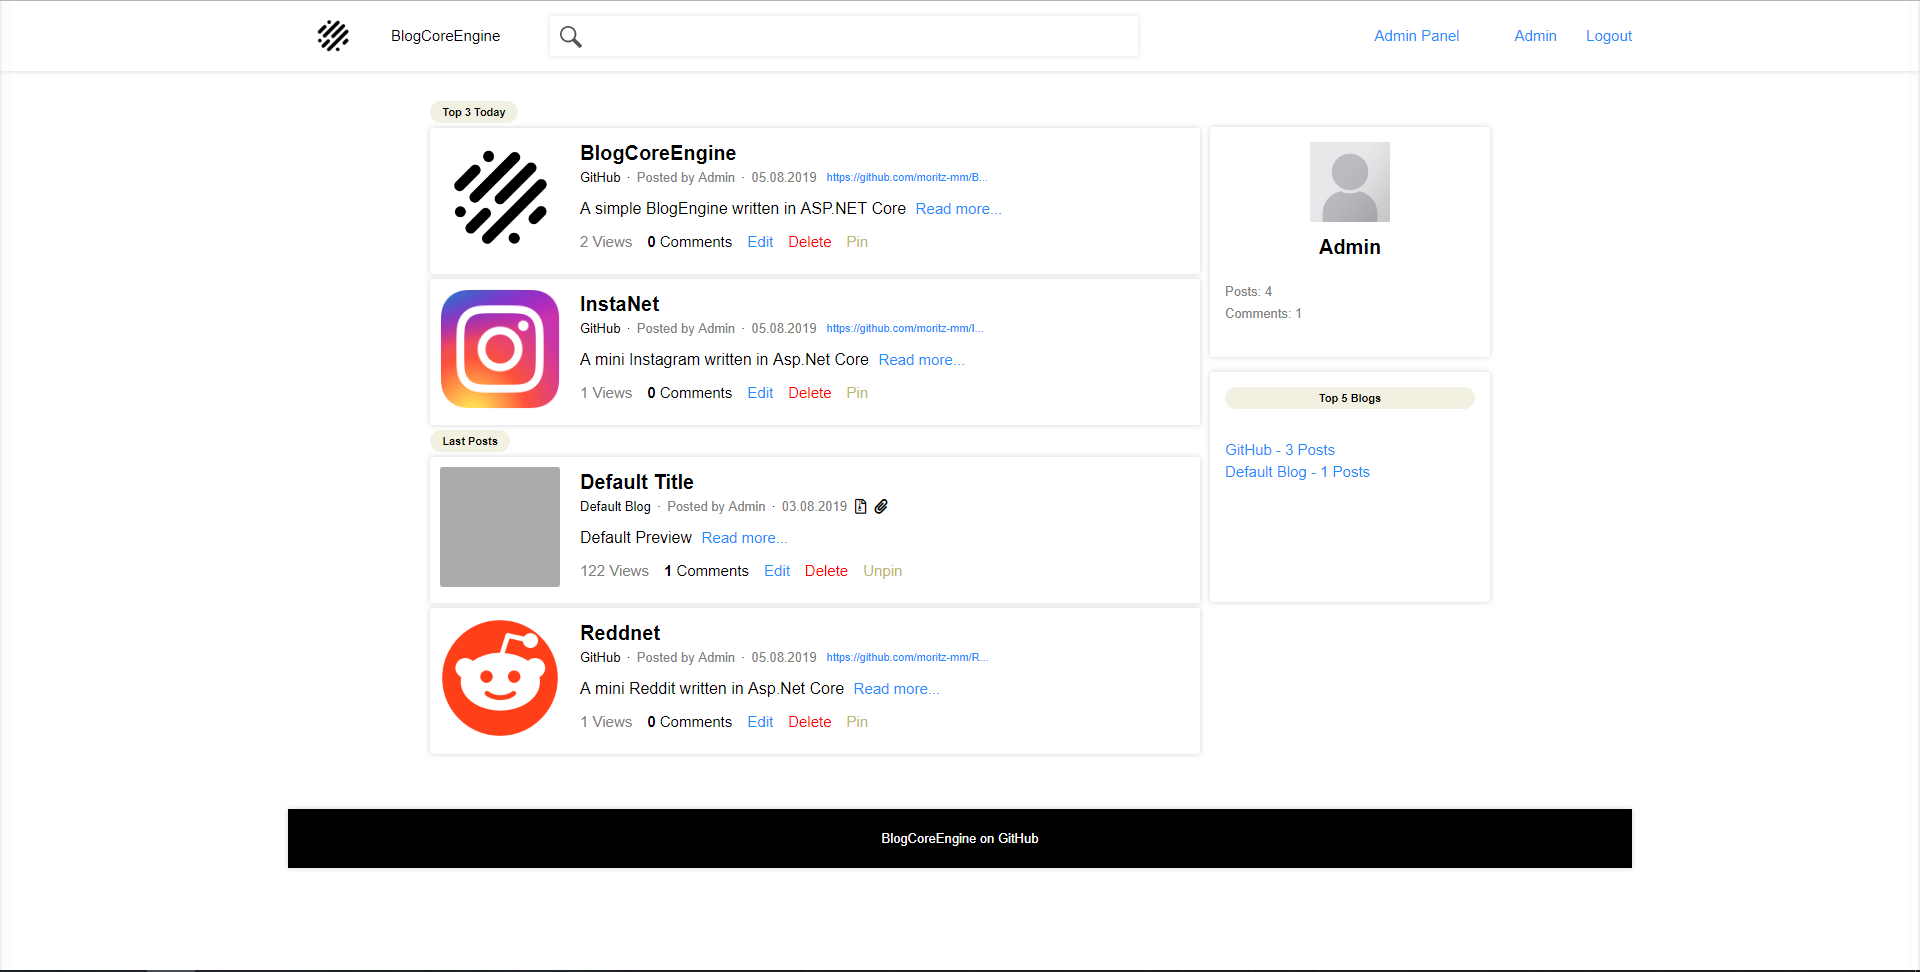 BlogCoreEngine
Admin Panel Admin Logout
Top 3 Today
BlogCoreEngine
GitHub · Posted by Admin · 05.08.2019 https://github.com/moritz-mm/B...
A simple BlogEngine written in ASP.NET Core Read more...
2 Views 0 Comments Edit Delete Pin
InstaNet
GitHub · Posted by Admin · 05.08.2019 https://github.com/moritz-mm/I...
A mini Instagram written in Asp.Net Core Read more...
1 Views 0 Comments Edit Delete Pin
Last Posts
Default Title
Default Blog · Posted by Admin · 03.08.2019
Default Preview Read more...
122 Views 1 Comments Edit Delete Unpin
Reddnet
GitHub · Posted by Admin · 05.08.2019 https://github.com/moritz-mm/R...
A mini Reddit written in Asp.Net Core Read more...
1 Views 0 Comments Edit Delete Pin
Admin
Posts: 4
Comments: 1
Top 5 Blogs
GitHub - 3 Posts
Default Blog - 1 Posts
BlogCoreEngine on GitHub